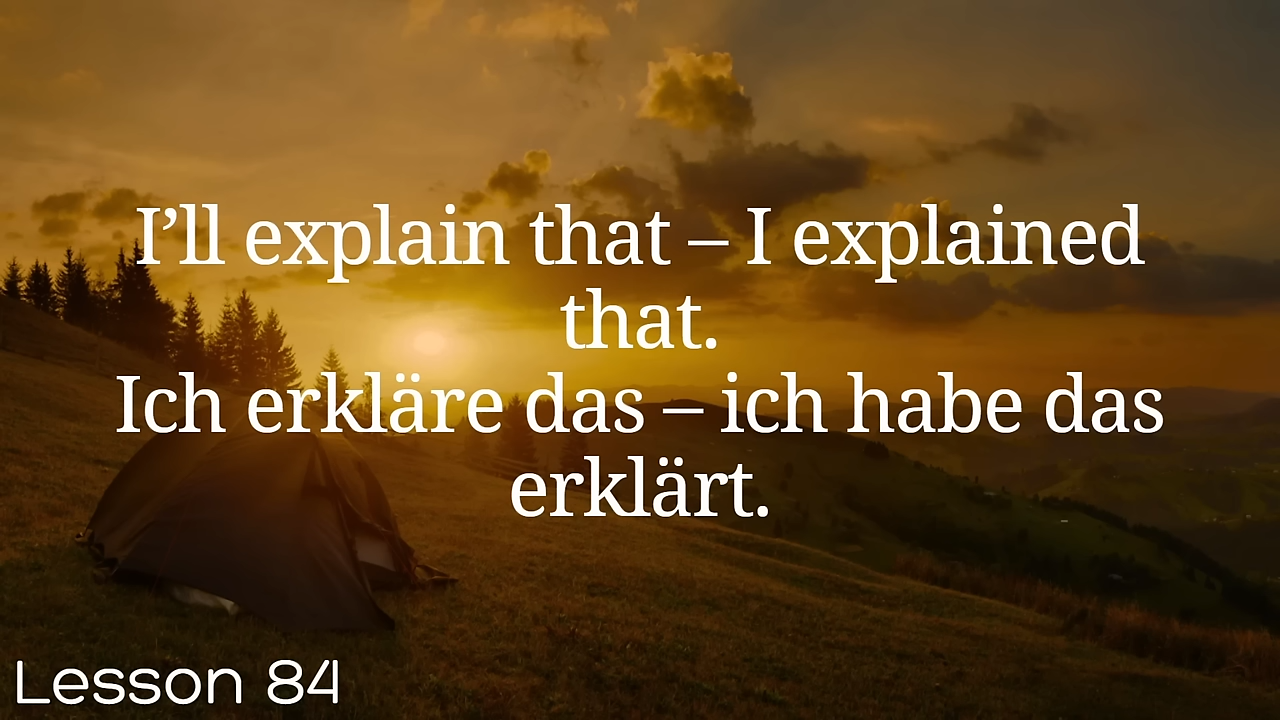 I’ll explain that – I explained
that.
Ich erkläre das – ich habe das
erklärt.
Lesson 84